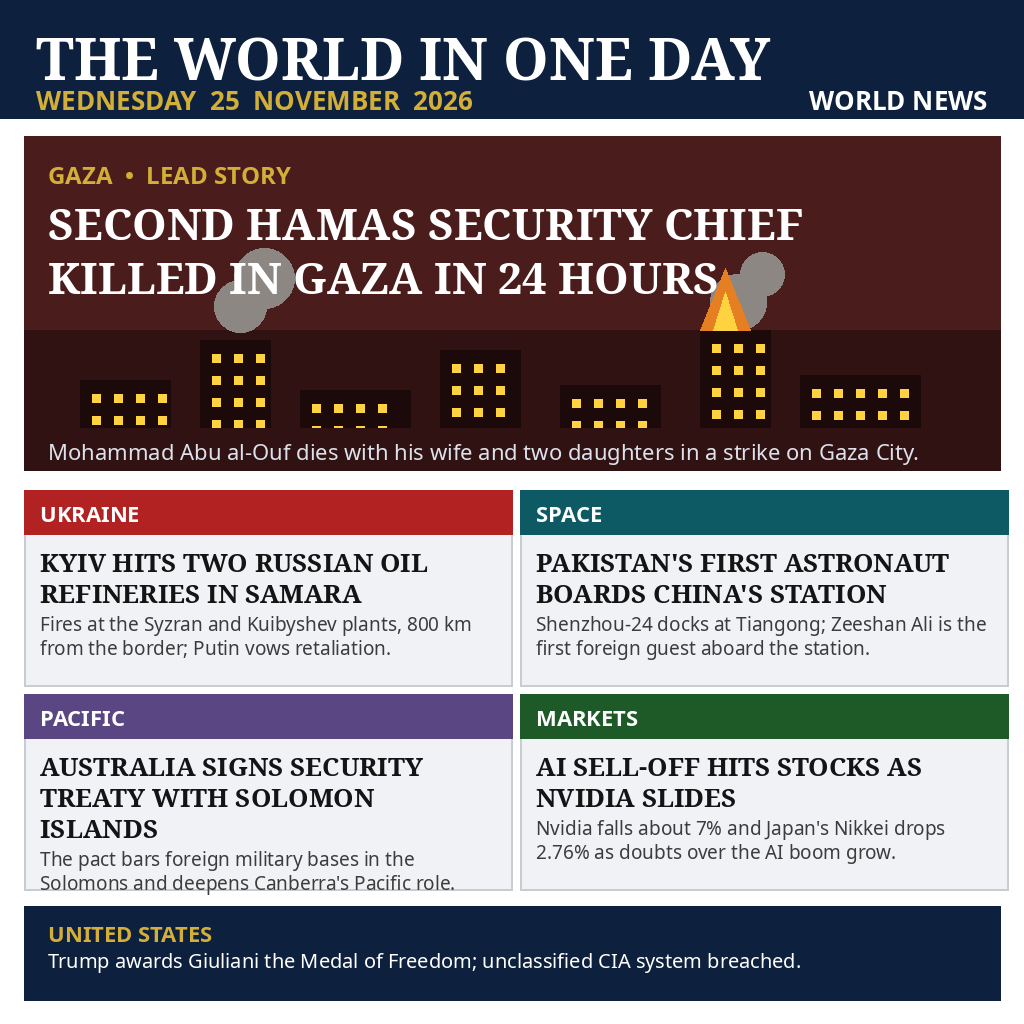 THE WORLD IN ONE DAY
WEDNESDAY 25 NOVEMBER 2026
WORLD NEWS
GAZA • LEAD STORY
SECOND HAMAS SECURITY CHIEF
KILLED IN GAZA IN 24 HOURS
Mohammad Abu al-Ouf dies with his wife and two daughters in a strike on Gaza City.
UKRAINE
KYIV HITS TWO RUSSIAN OIL
REFINERIES IN SAMARA
Fires at the Syzran and Kuibyshev plants, 800 km
from the border; Putin vows retaliation.
SPACE
PAKISTAN'S FIRST ASTRONAUT
BOARDS CHINA'S STATION
Shenzhou-24 docks at Tiangong; Zeeshan Ali is the
first foreign guest aboard the station.
PACIFIC
AUSTRALIA SIGNS SECURITY
TREATY WITH SOLOMON
ISLANDS
The pact bars foreign military bases in the
Solomons and deepens Canberra's Pacific role.
MARKETS
AI SELL-OFF HITS STOCKS AS
NVIDIA SLIDES
Nvidia falls about 7% and Japan's Nikkei drops
2.76% as doubts over the AI boom grow.
UNITED STATES
Trump awards Giuliani the Medal of Freedom; unclassified CIA system breached.